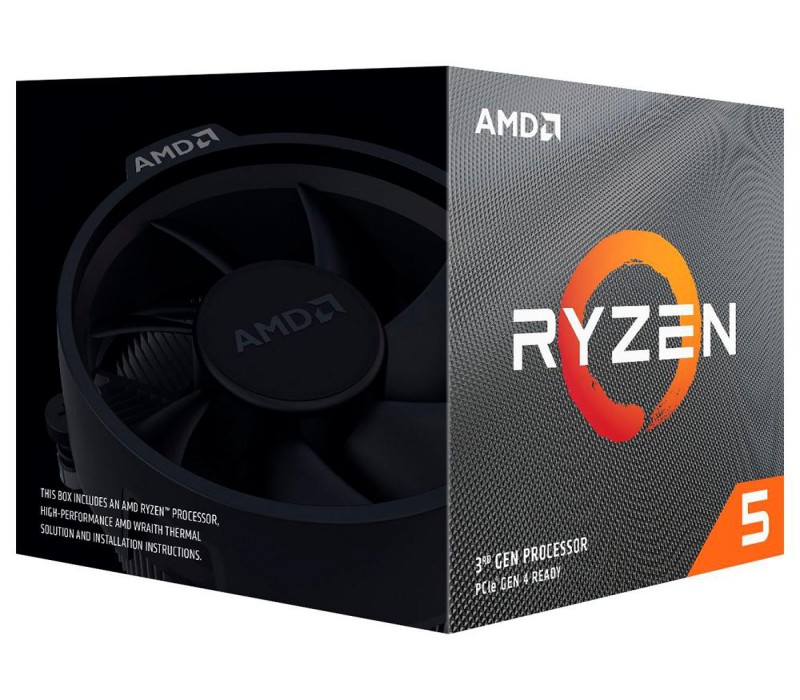 AMD
AMD
THIS BOX INCLUDES AN AMD RYZEN™ PROCESSOR,
HIGH-PERFORMANCE AMD WRAITH THERMAL
SOLUTION AND INSTALLATION INSTRUCTIONS.
AMD
RYZEN
5
3RD GEN PROCESSOR
PCIe GEN 4 READY